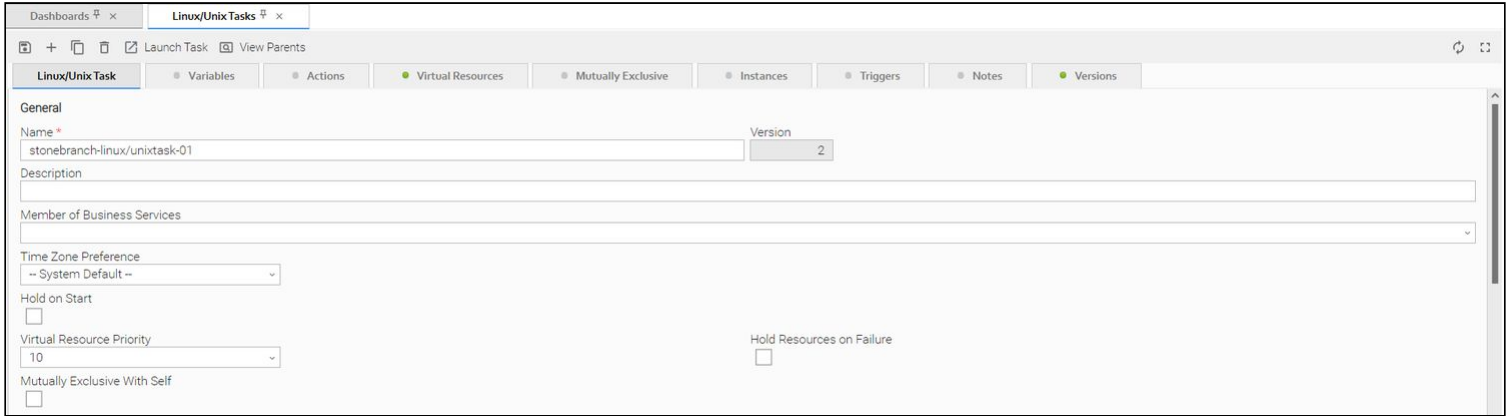 Dashboards × Linux/Unix Tasks ×
Launch Task View Parents
Linux/Unix Task Variables Actions Virtual Resources Mutually Exclusive Instances Triggers Notes Versions
General
Name * Version
stonebranch-linux/unixtask-01 2
Description
Member of Business Services
Time Zone Preference
-- System Default --
Hold on Start
Virtual Resource Priority Hold Resources on Failure
10
Mutually Exclusive With Self